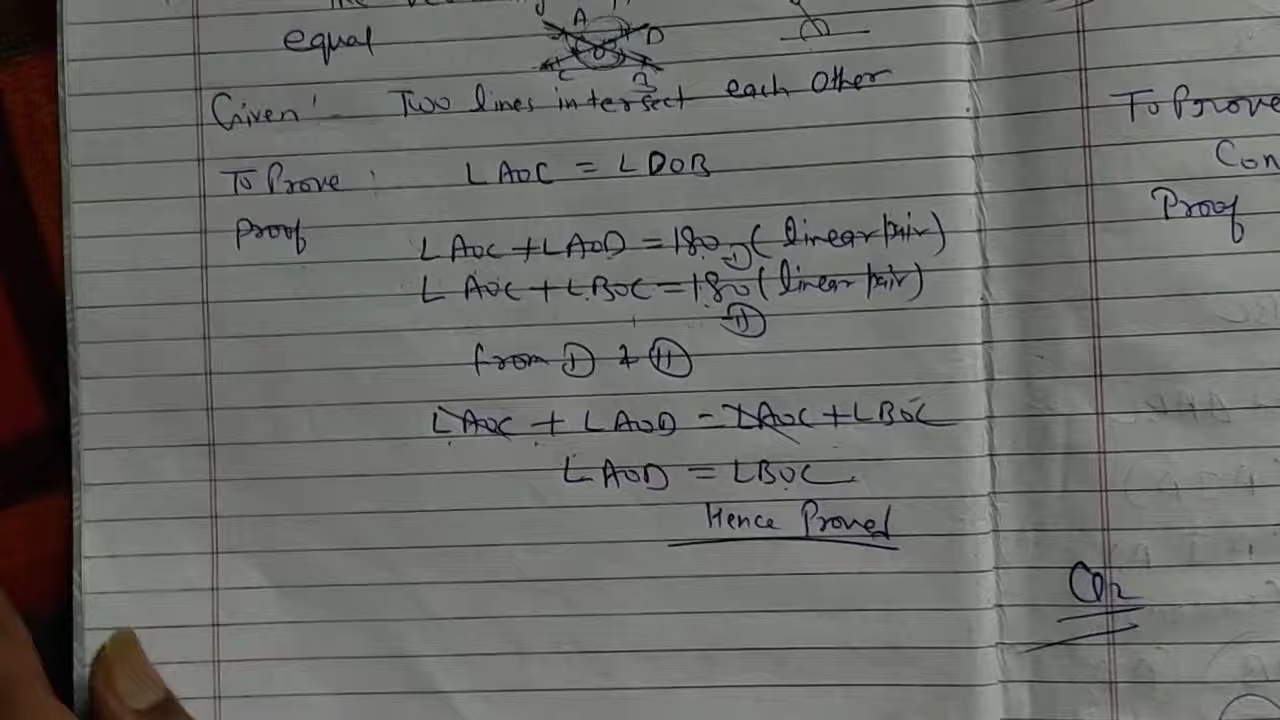 equal
A
D
C
B
Given :- Two lines intersect each other
To Prove : ∠AOC = ∠DOB
Proof ∠AOC + ∠AOD = 180 (linear pair)
I
∠AOC + ∠BOC = 180 (linear pair)
II
from I & II
∠AOC + ∠AOD = ∠AOC + ∠BOC
∠AOD = ∠BOC
Hence Proved
To Prove
Con
Proof